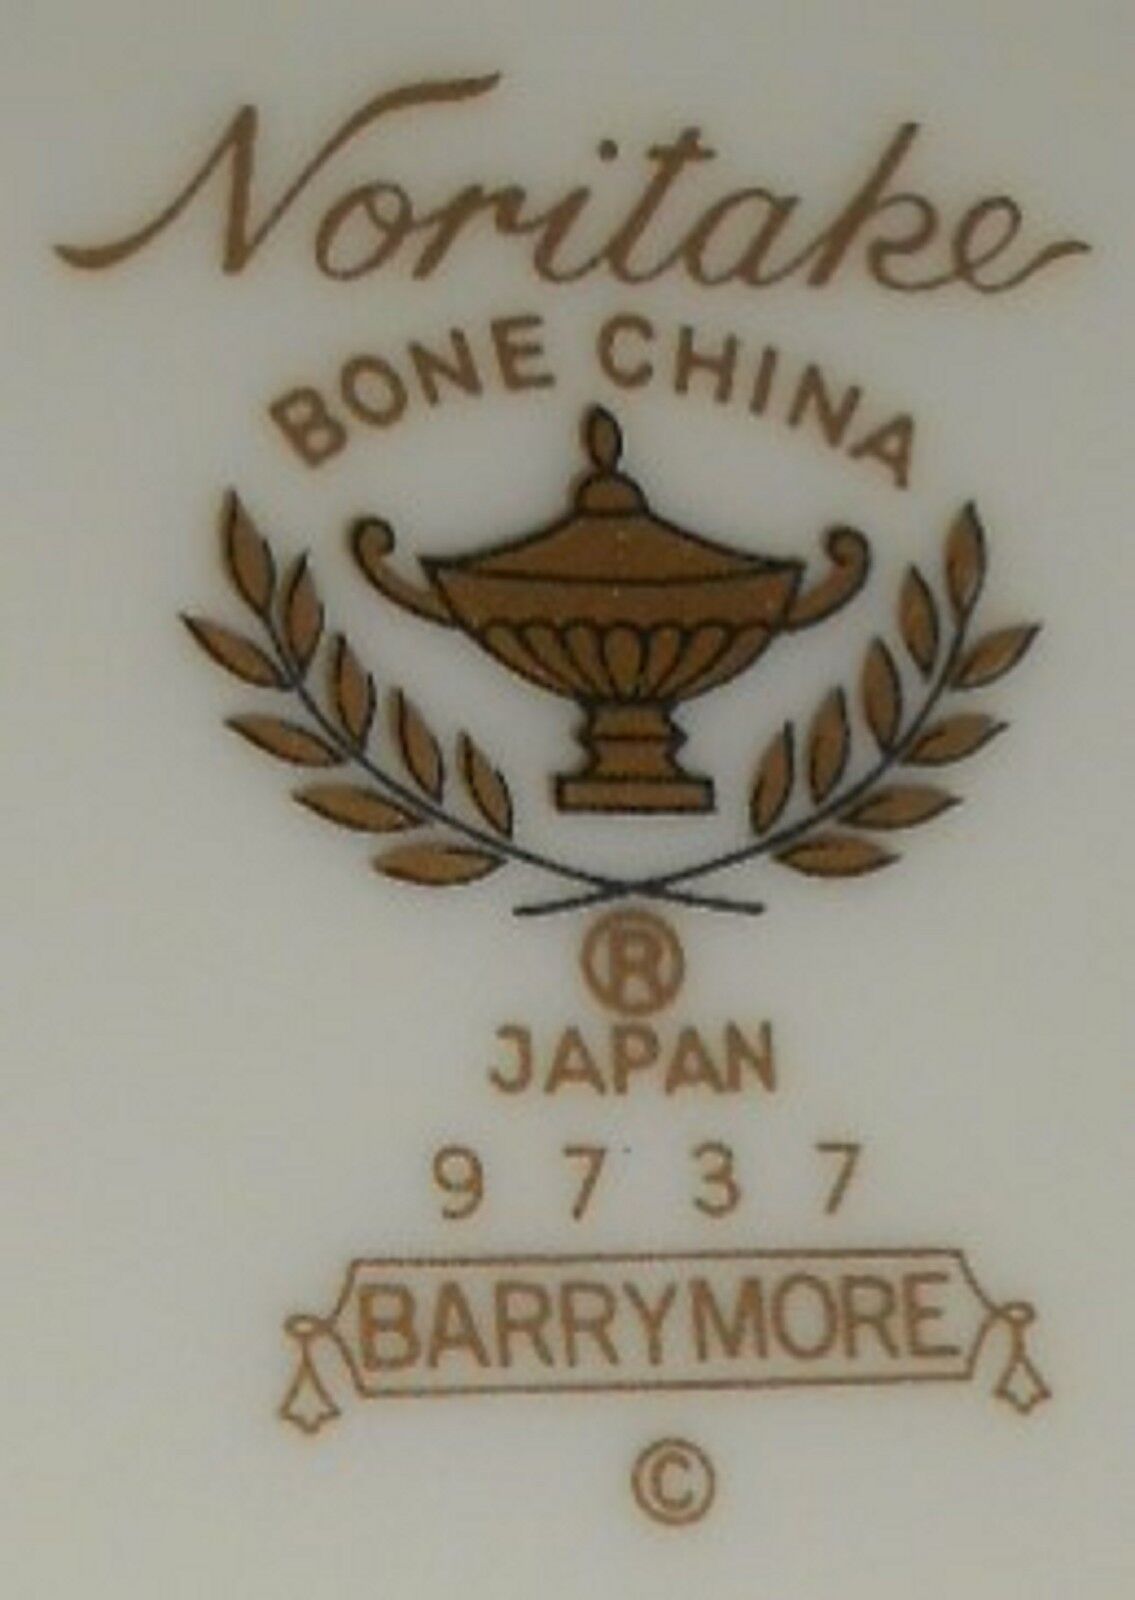 Noritake
BONE CHINA
®
JAPAN
9737
BARRYMORE
©